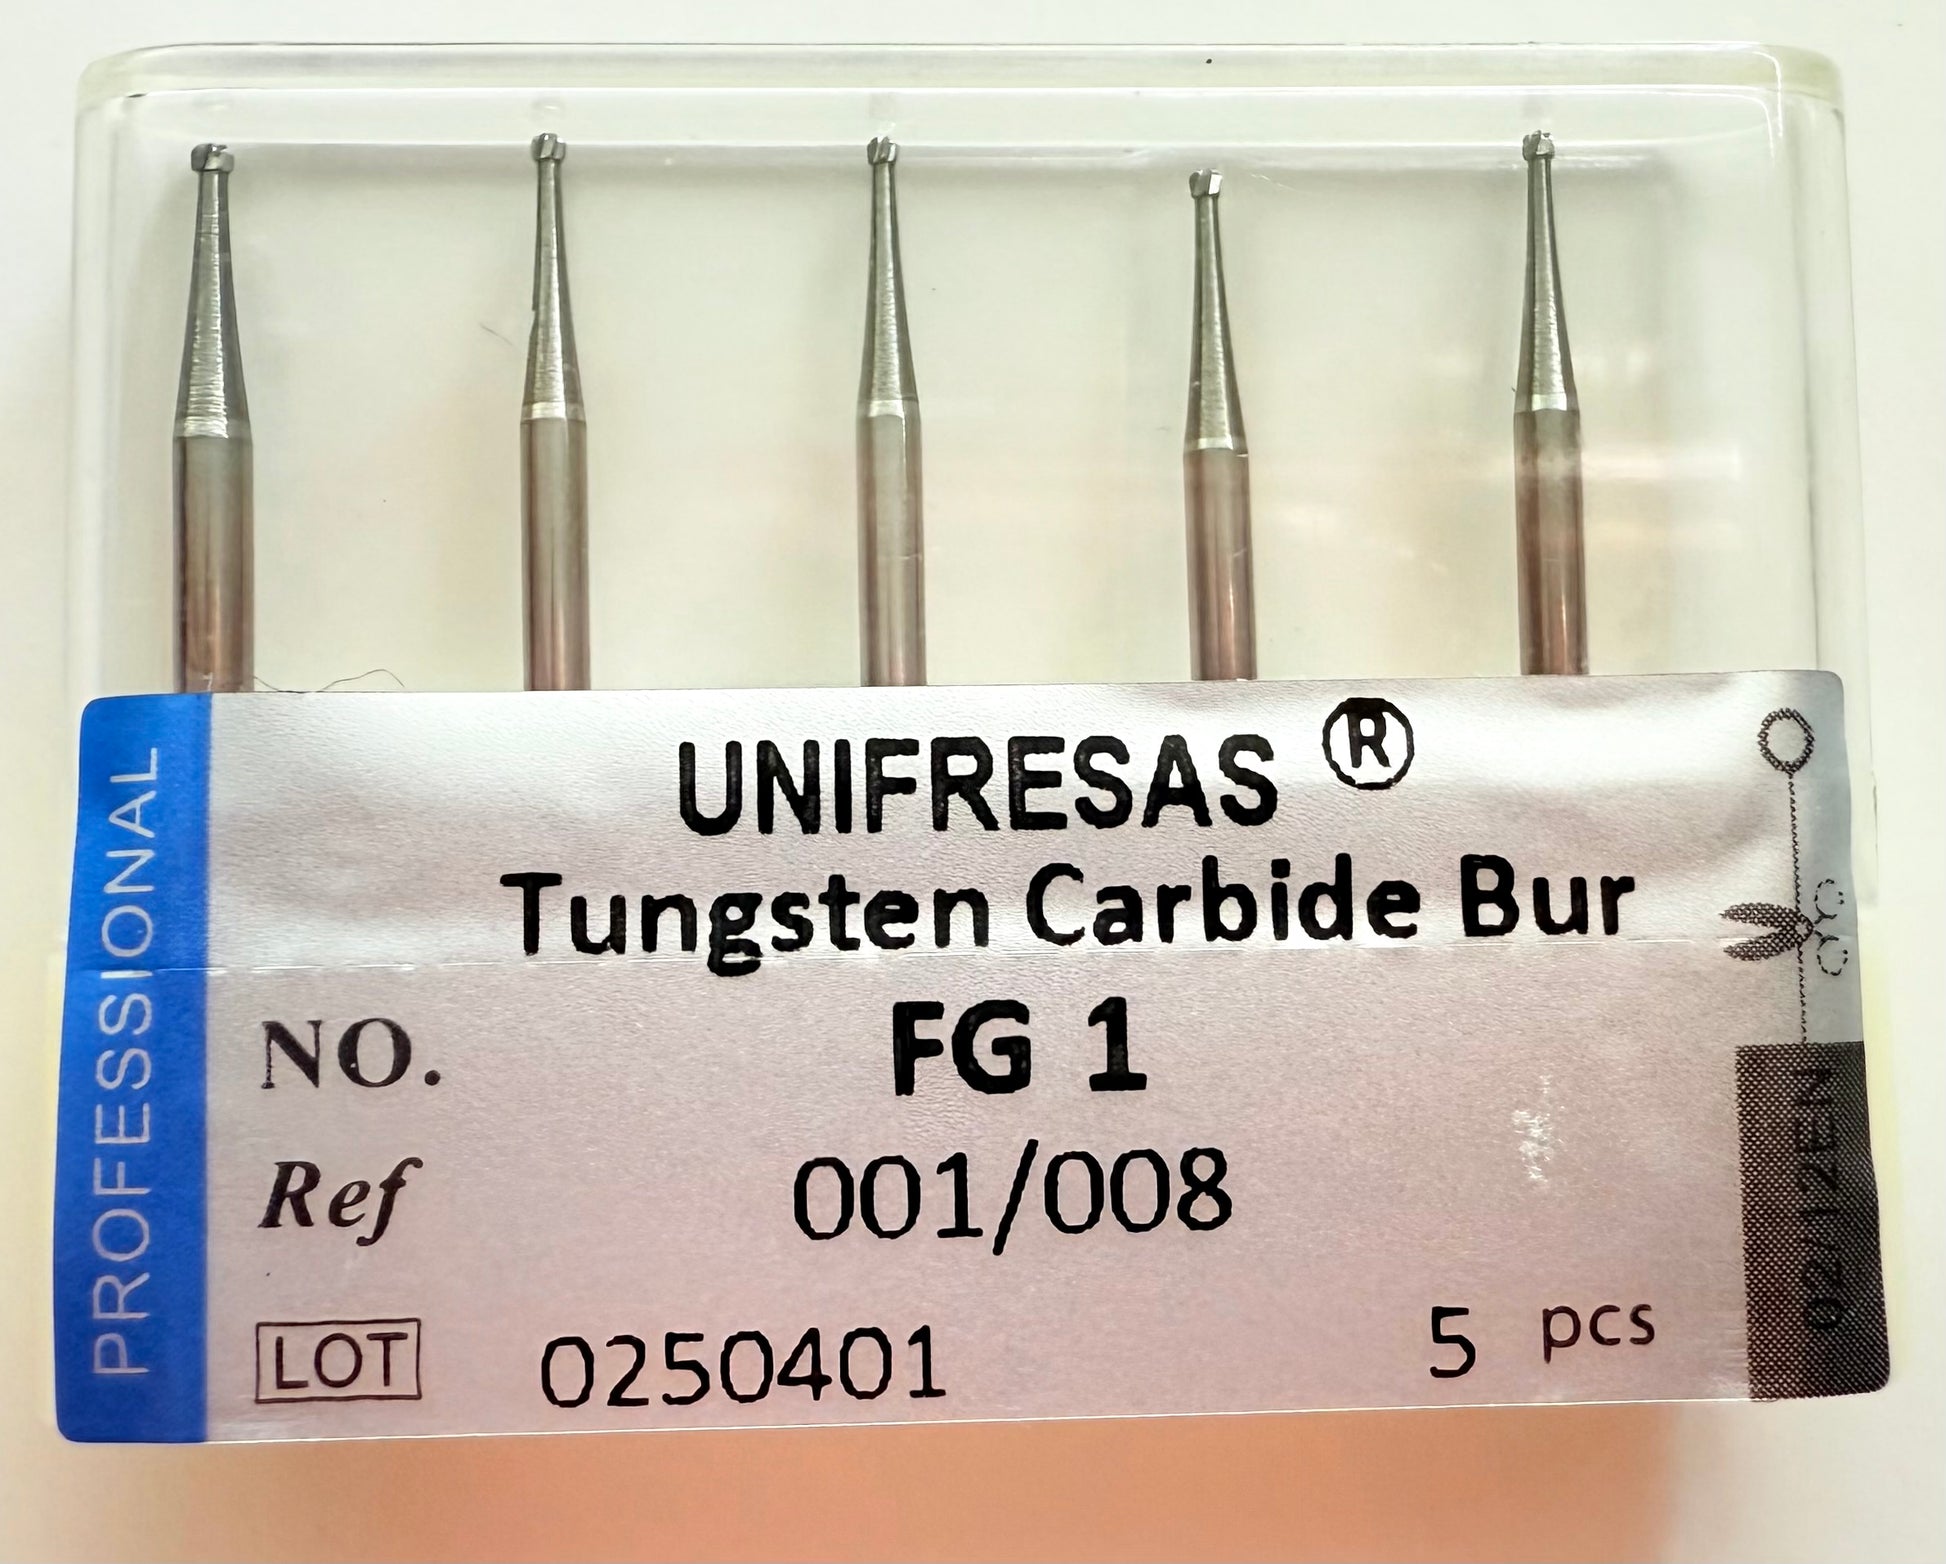 PROFESSIONAL
UNIFRESAS ®
Tungsten Carbide Bur
NO. FG 1
Ref 001/008
LOT 0250401 5 pcs